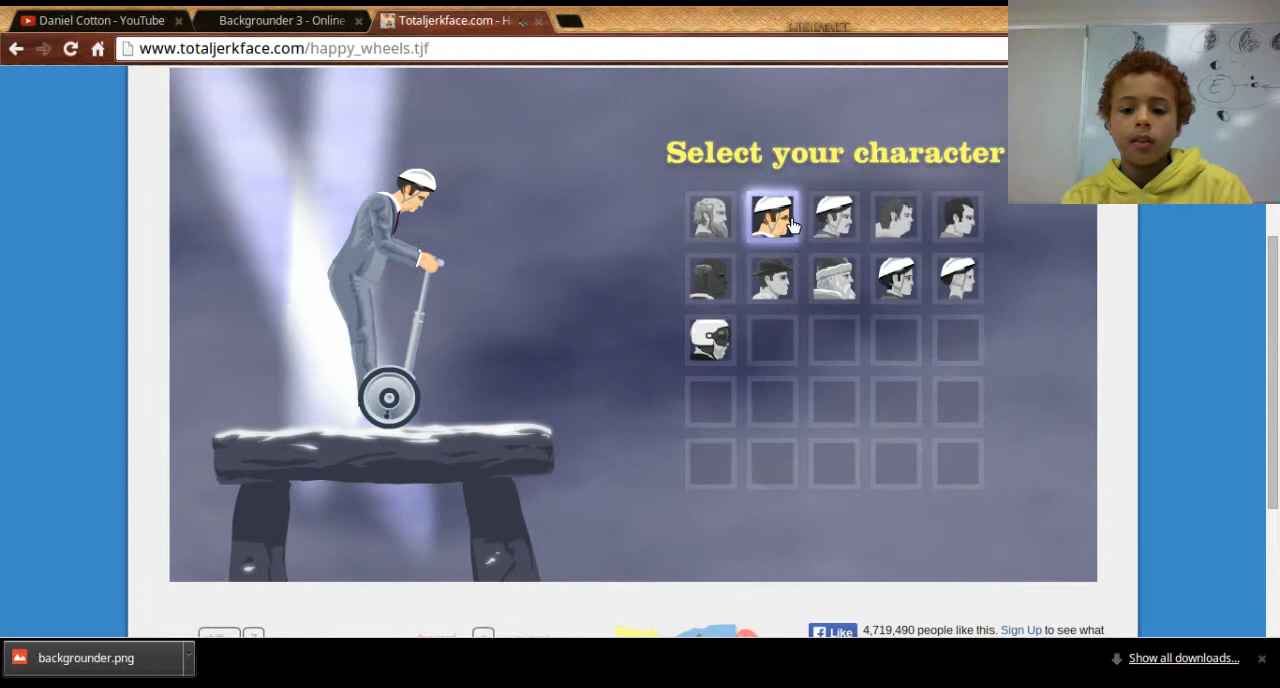 Daniel Cotton - YouTube
Backgrounder 3 - Online
Totaljerkface.com - H
www.totaljerkface.com/happy_wheels.tjf
Select your character
E
Like
4,719,490 people like this. Sign Up to see what
backgrounder.png
Show all downloads...